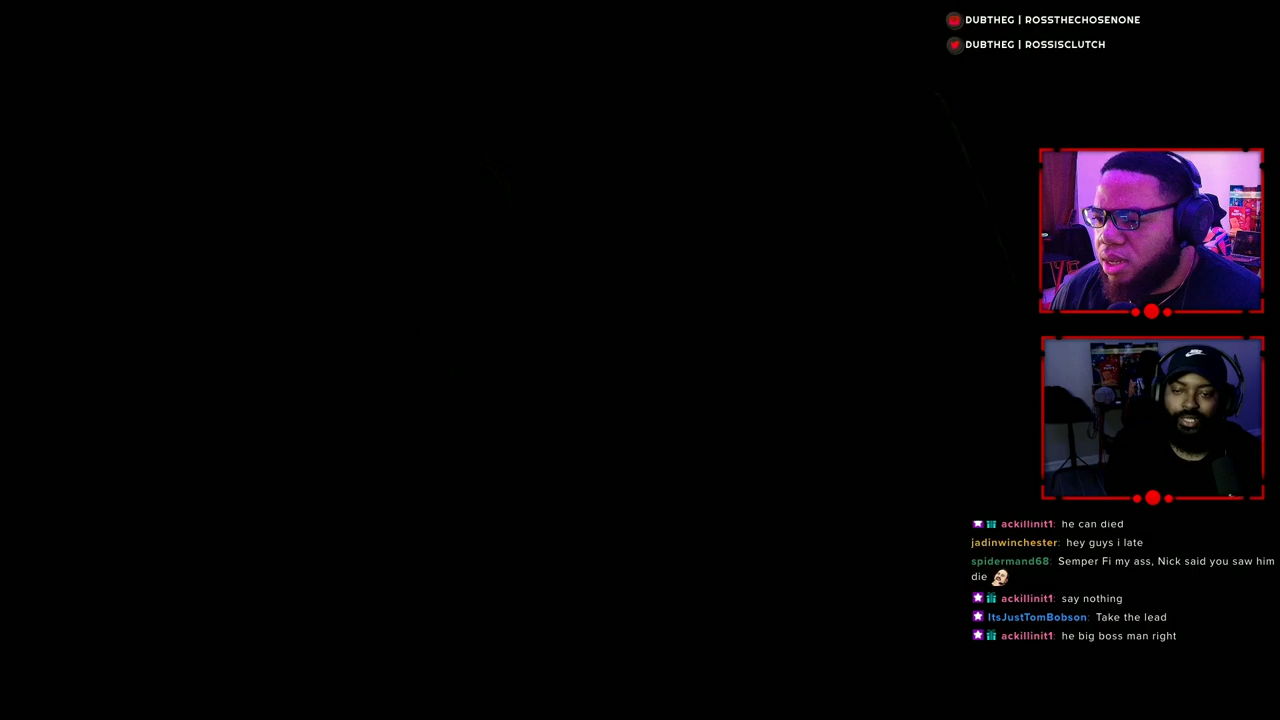 DUBTHEG | ROSSTHECHOSENONE
DUBTHEG | ROSSISCLUTCH
ackillinit1: he can died
jadinwinchester: hey guys i late
spidermand68: Semper Fi my ass, Nick said you saw him
die
ackillinit1: say nothing
ItsJustTomBobson: Take the lead
ackillinit1: he big boss man right